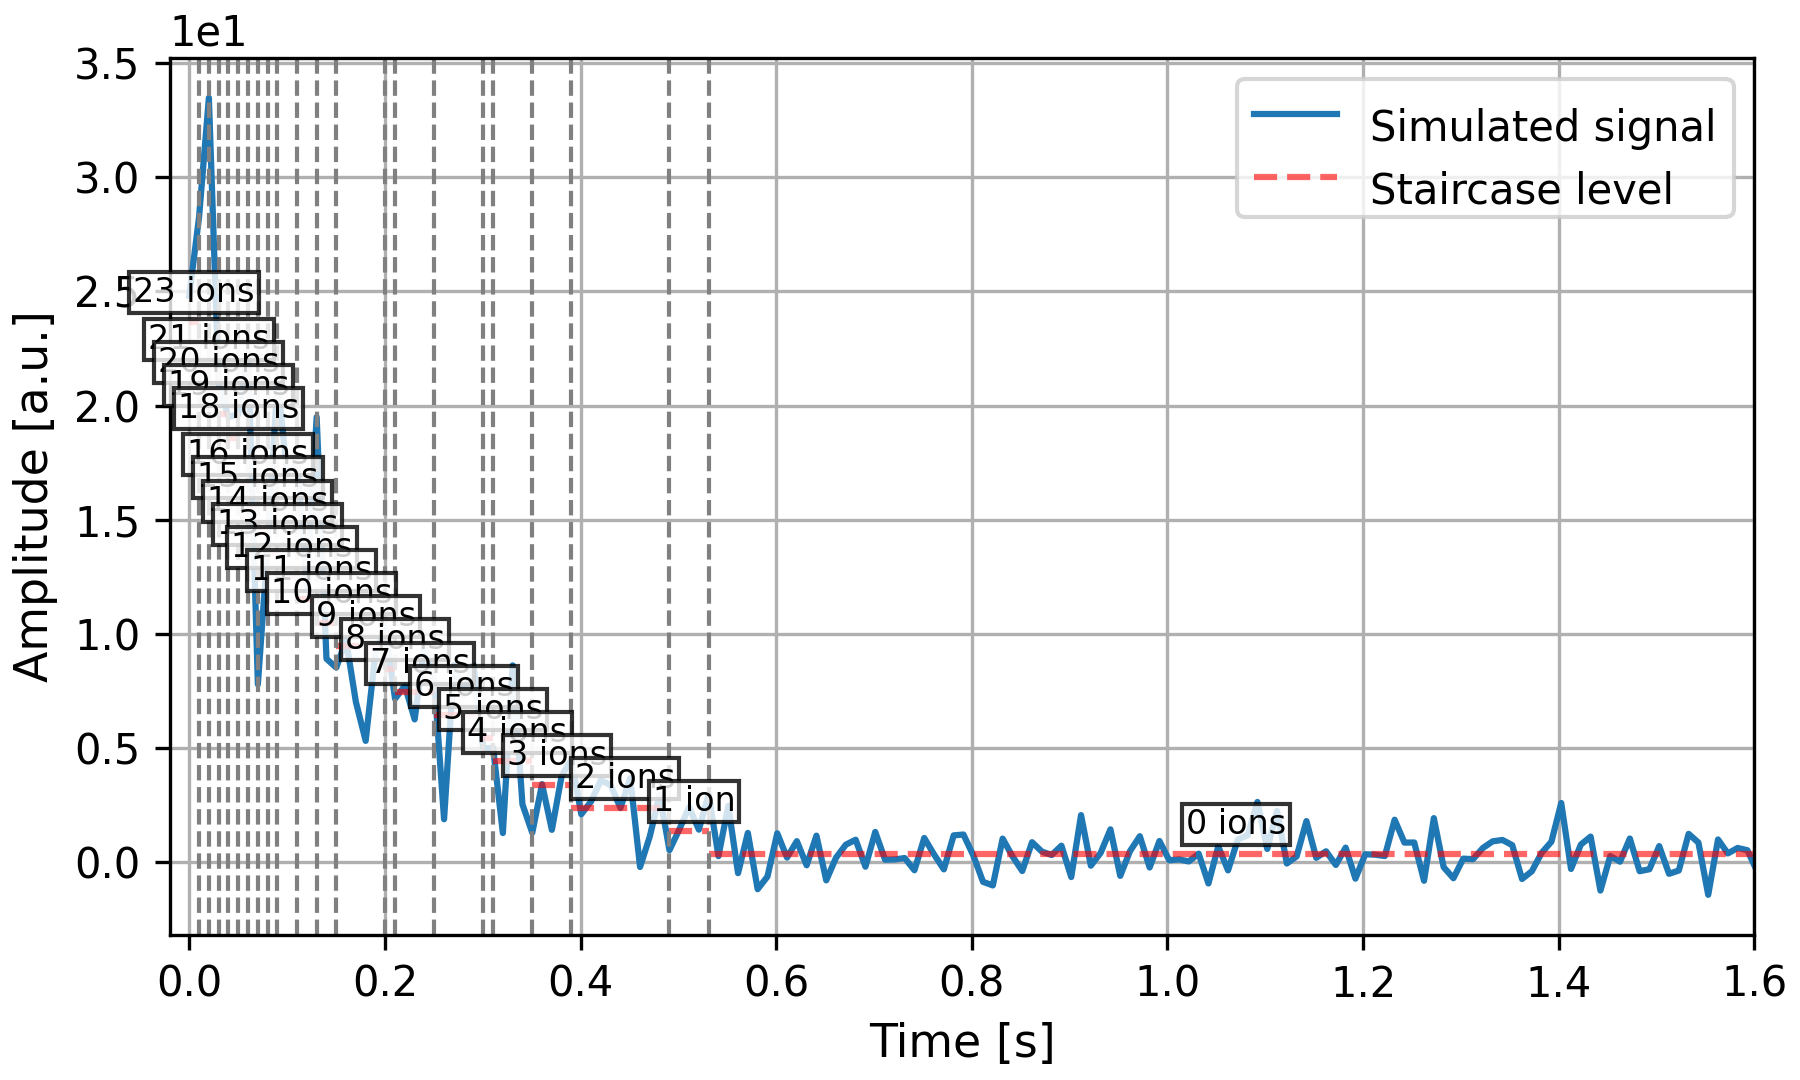 1e1
3.5
3.0
2.5
2.0
1.5
1.0
0.5
0.0
Amplitude [a.u.]
Simulated signal
Staircase level
23 ions
21 ions
20 ions
19 ions
18 ions
16 ions
15 ions
14 ions
13 ions
12 ions
11 ions
10 ions
9 ions
8 ions
7 ions
6 ions
5 ions
4 ions
3 ions
2 ions
1 ion
0 ions
0.0 0.2 0.4 0.6 0.8 1.0 1.2 1.4 1.6
Time [s]